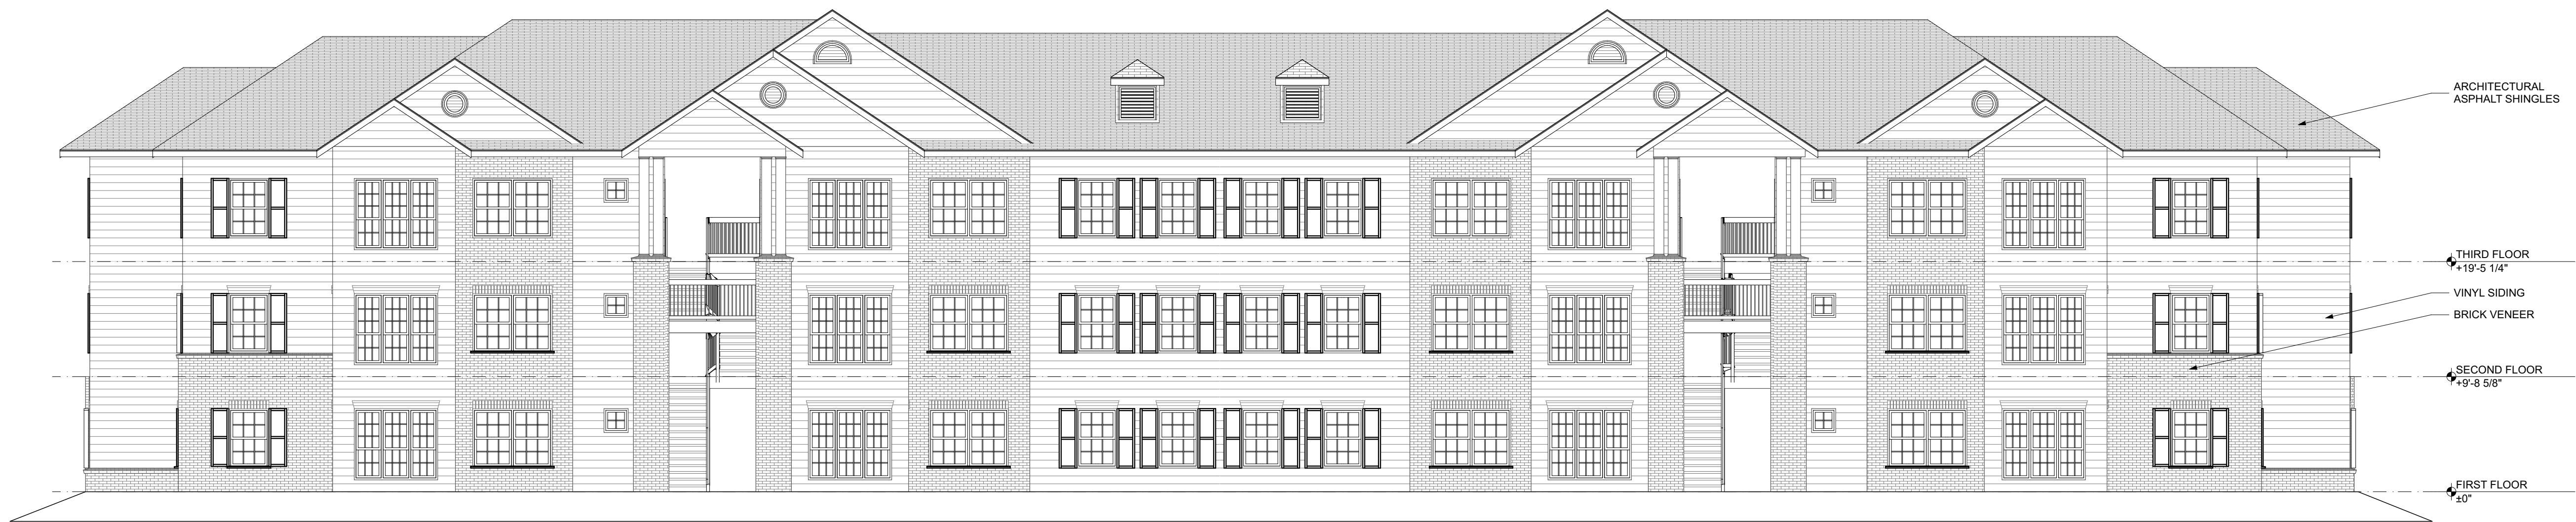 ARCHITECTURAL
ASPHALT SHINGLES
THIRD FLOOR
+19'-5 1/4"
VINYL SIDING
BRICK VENEER
SECOND FLOOR
+9'-8 5/8"
FIRST FLOOR
±0"